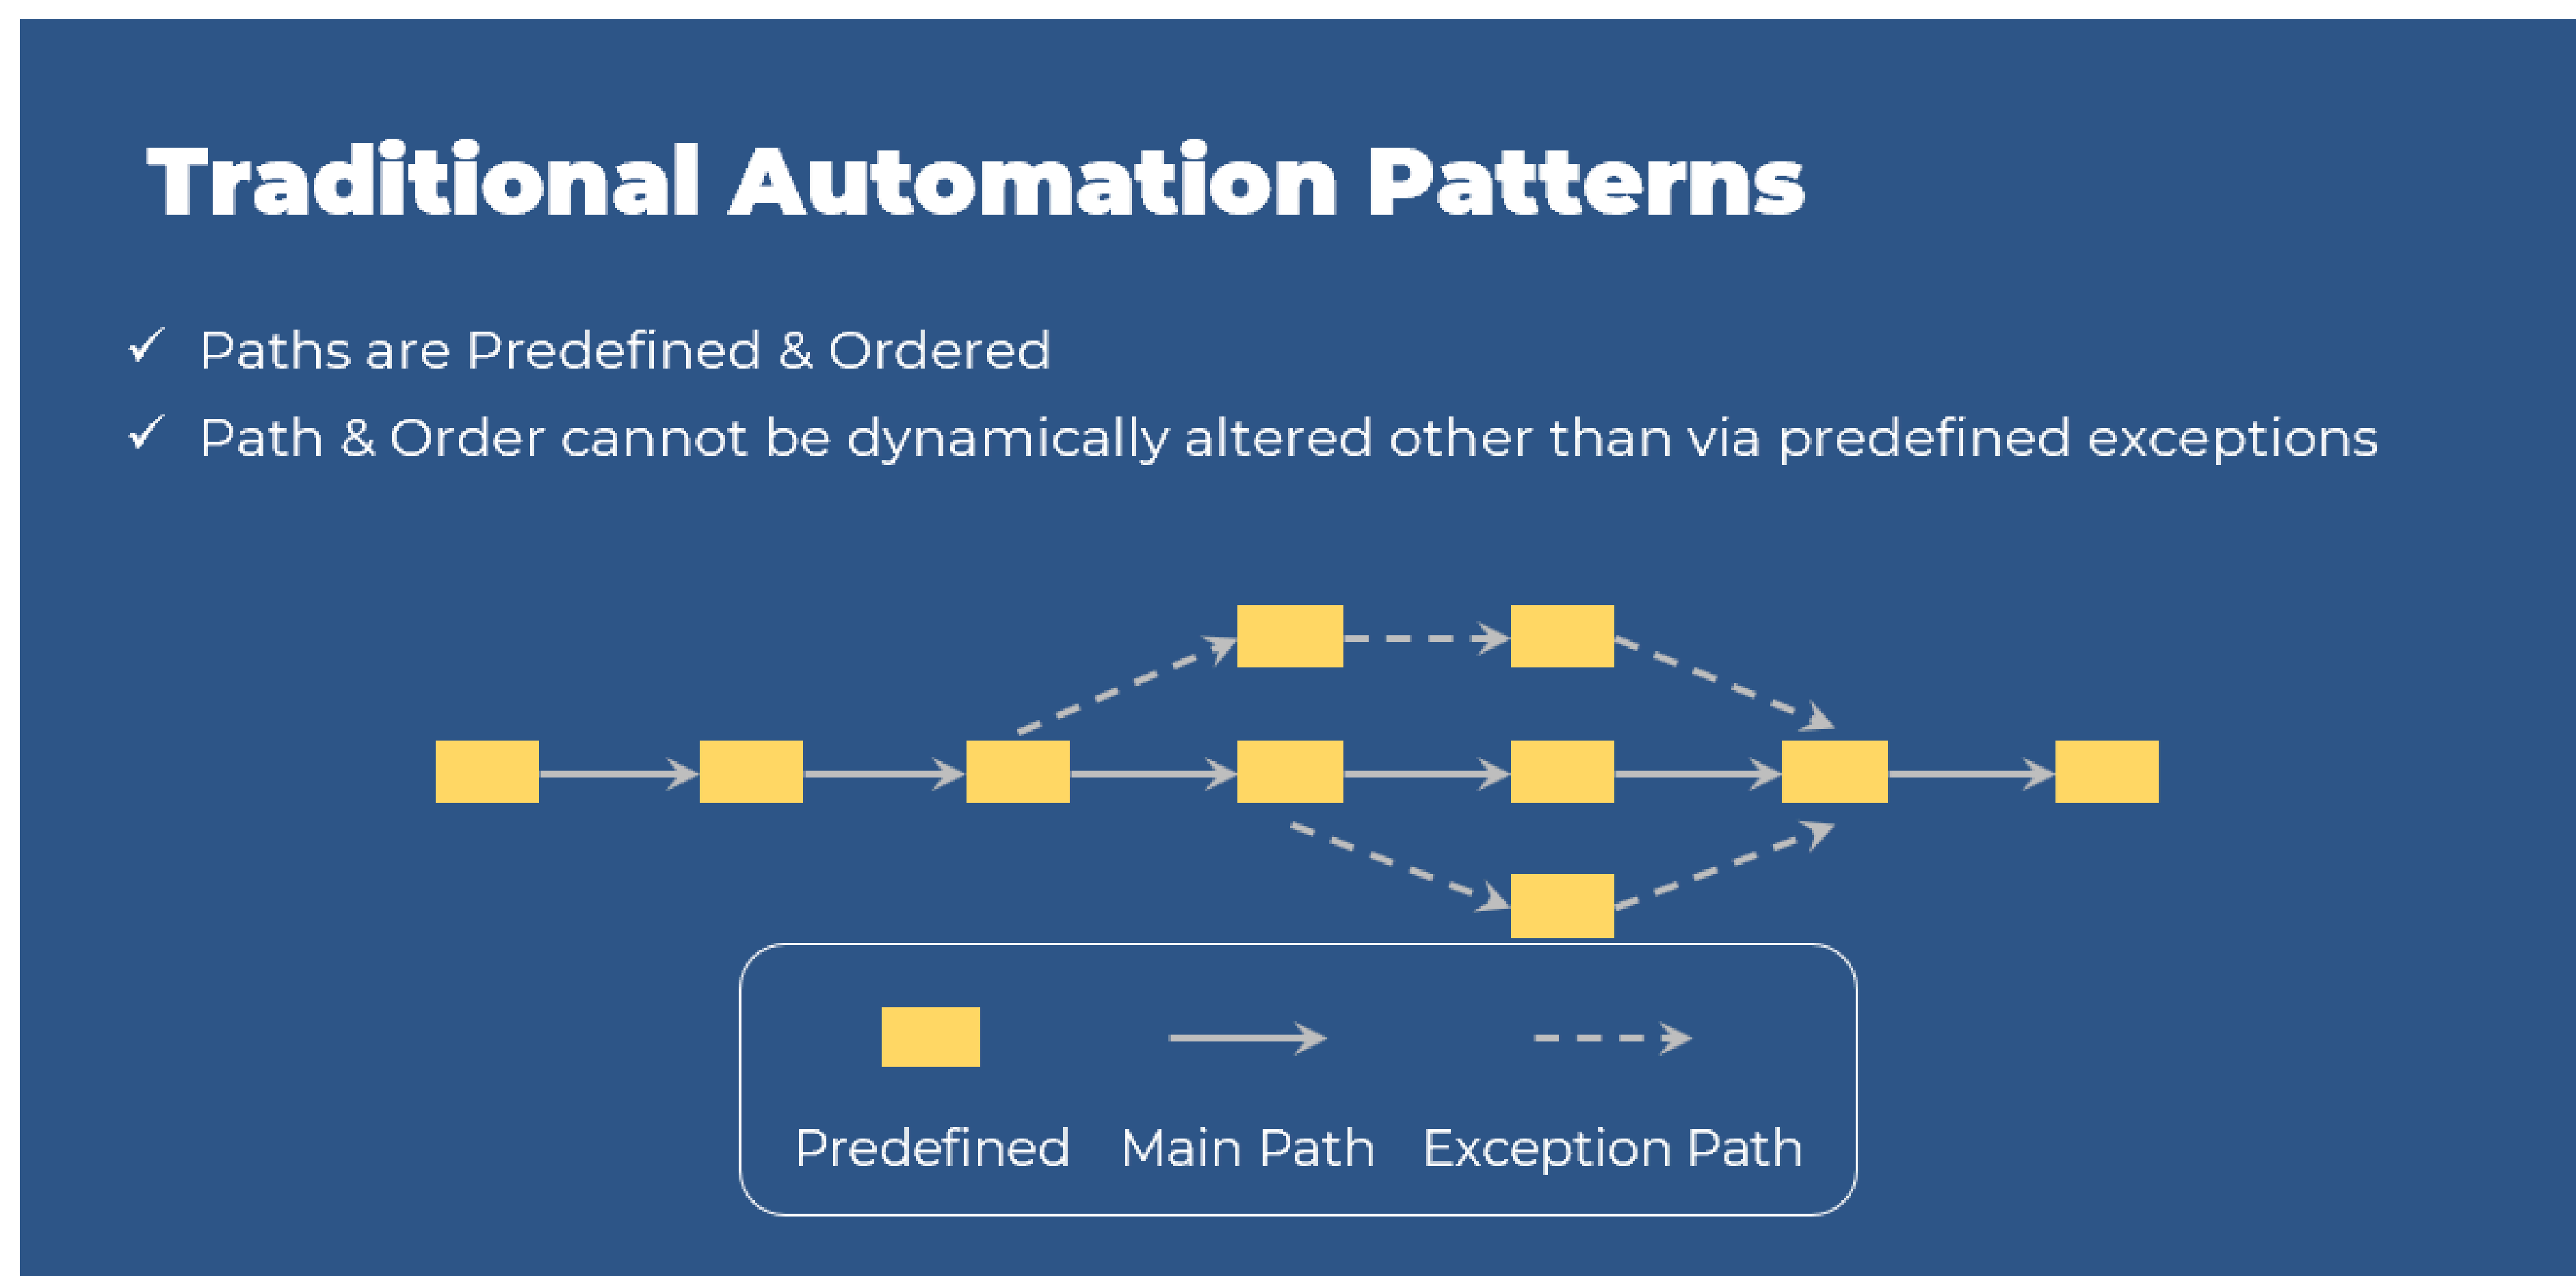 Traditional Automation Patterns
✓ Paths are Predefined & Ordered
✓ Path & Order cannot be dynamically altered other than via predefined exceptions
Predefined Main Path Exception Path